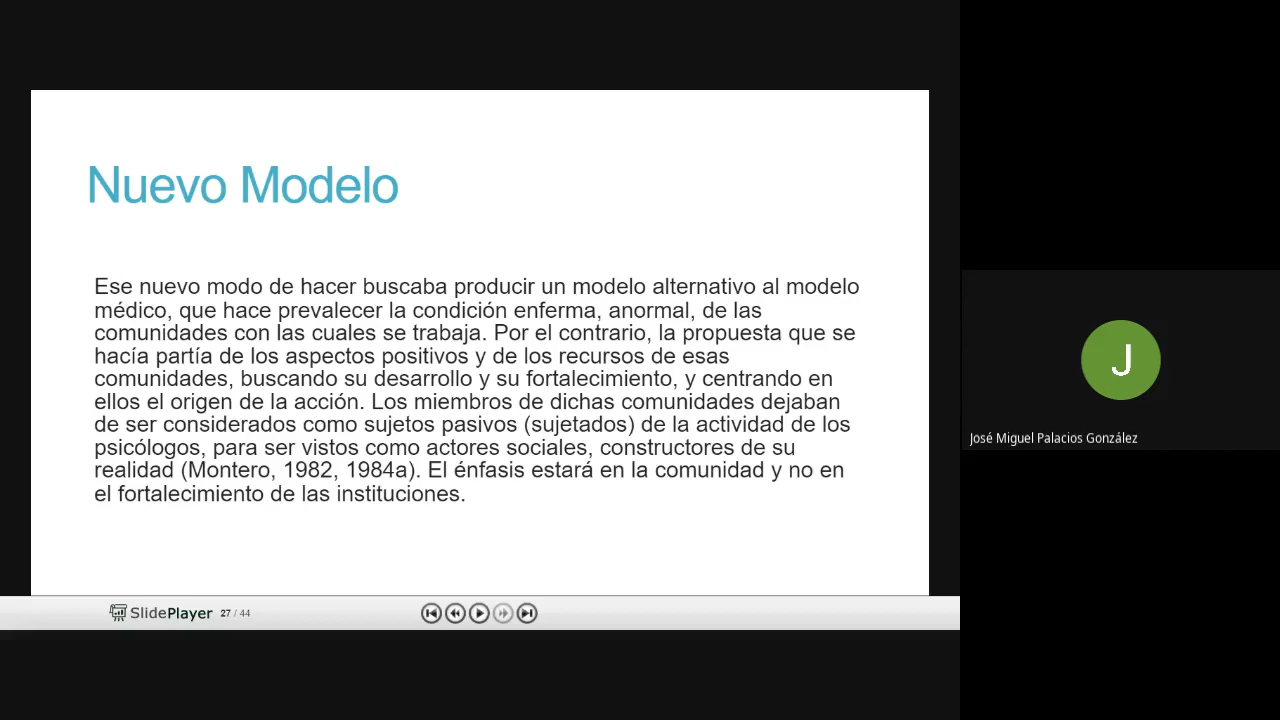 Nuevo Modelo
Ese nuevo modo de hacer buscaba producir un modelo alternativo al modelo
médico, que hace prevalecer la condición enferma, anormal, de las
comunidades con las cuales se trabaja. Por el contrario, la propuesta que se
hacía partía de los aspectos positivos y de los recursos de esas
comunidades, buscando su desarrollo y su fortalecimiento, y centrando en
ellos el origen de la acción. Los miembros de dichas comunidades dejaban
de ser considerados como sujetos pasivos (sujetados) de la actividad de los
psicólogos, para ser vistos como actores sociales, constructores de su
realidad (Montero, 1982, 1984a). El énfasis estará en la comunidad y no en
el fortalecimiento de las instituciones.
SlidePlayer 27 / 44
J
José Miguel Palacios González